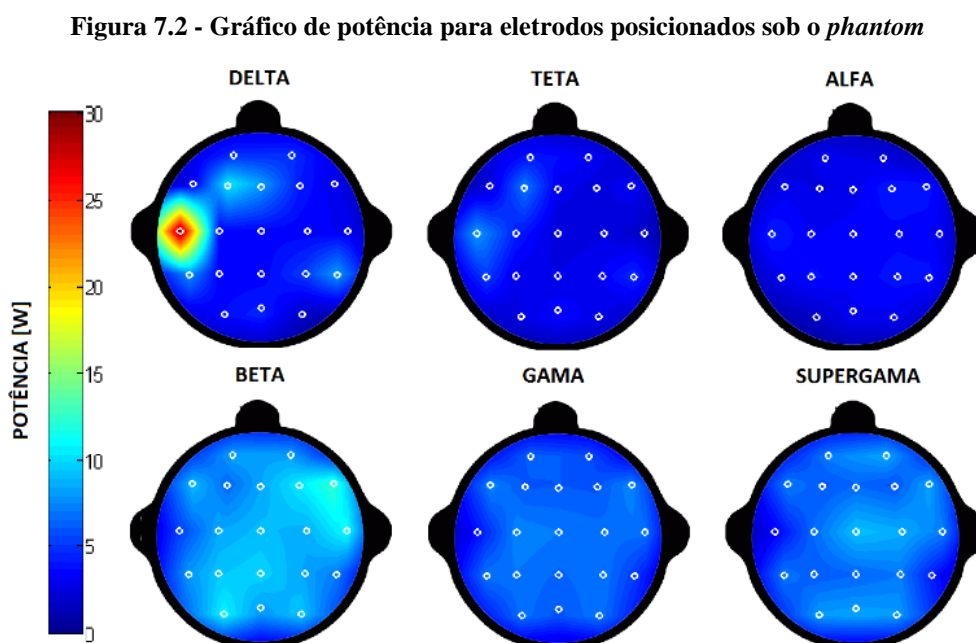 Figura 7.2 - Gráfico de potência para eletrodos posicionados sob o phantom
DELTA
TETA
ALFA
30
25
20
15
10
5
0
POTÊNCIA [W]
BETA
GAMA
SUPERGAMA